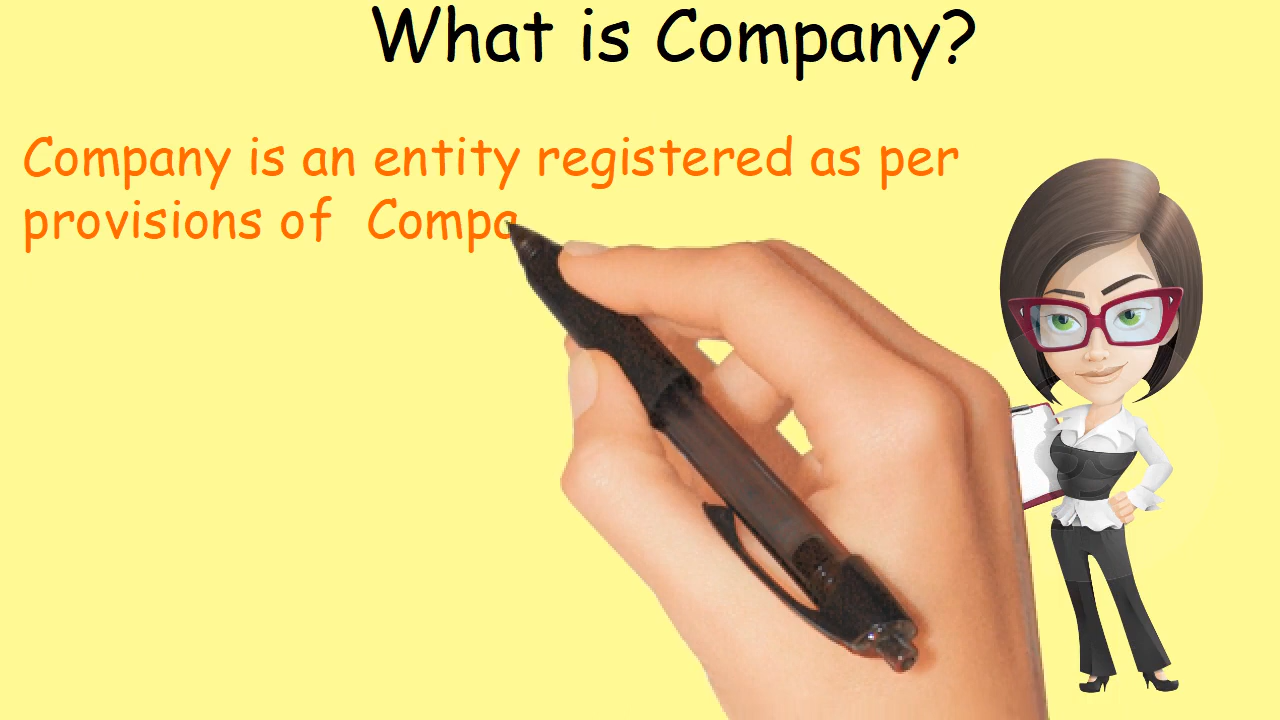 What is Company?
Company is an entity registered as per
provisions of Compa